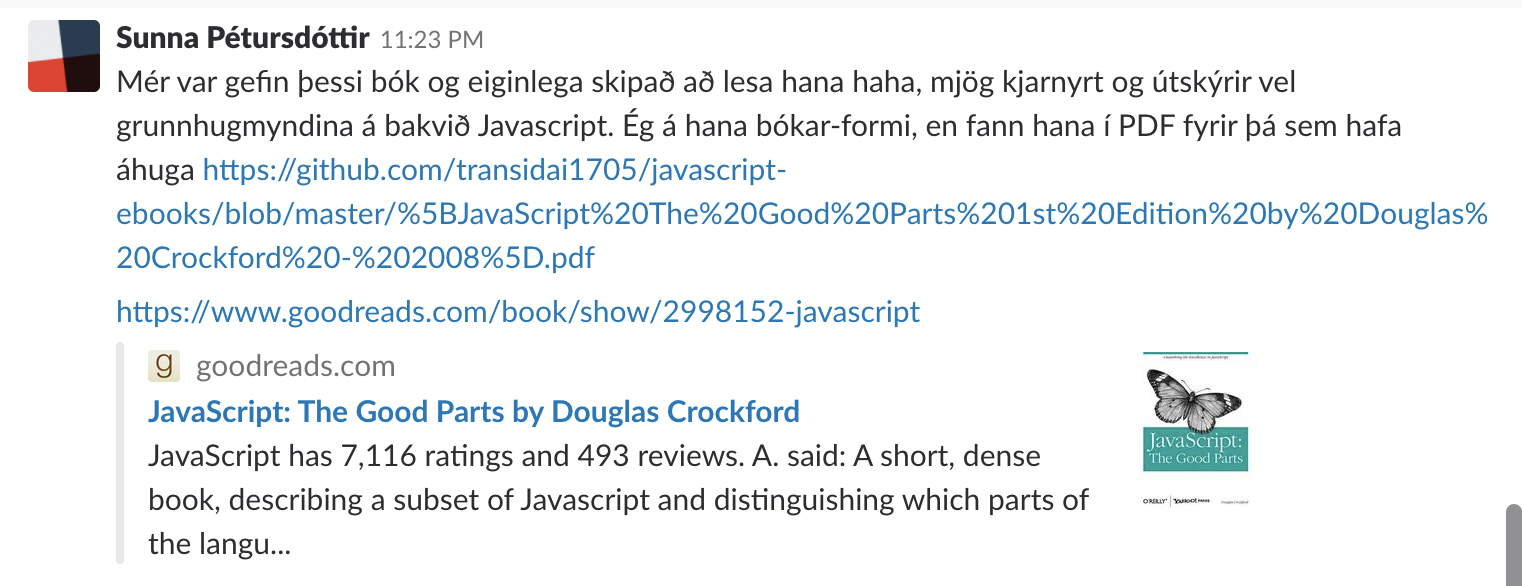 Sunna Pétursdóttir 11:23 PM
Mér var gefin þessi bók og eiginlega skipað að lesa hana haha, mjög kjarnyrt og útskýrir vel
grunnhugmyndina á bakvið Javascript. Ég á hana bókar-formi, en fann hana í PDF fyrir þá sem hafa
áhuga https://github.com/transidai1705/javascript-
ebooks/blob/master/%5BJavaScript%20The%20Good%20Parts%201st%20Edition%20by%20Douglas%
20Crockford%20-%202008%5D.pdf
https://www.goodreads.com/book/show/2998152-javascript
g goodreads.com
JavaScript: The Good Parts by Douglas Crockford
JavaScript has 7,116 ratings and 493 reviews. A. said: A short, dense
book, describing a subset of Javascript and distinguishing which parts of
the langu...
JavaScript:
The Good Parts
O'REILLY® YAHOO! PRESS Douglas Crockford